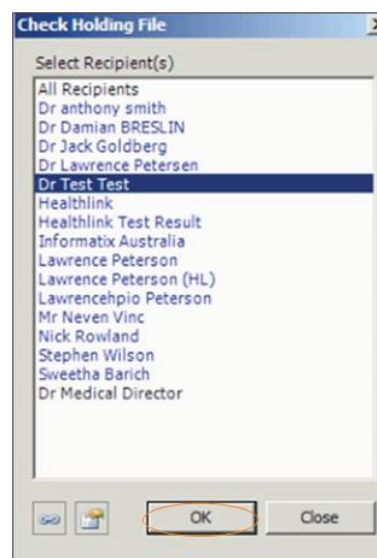 Check Holding File
Select Recipient(s)
All Recipients
Dr anthony smith
Dr Damian BRESLIN
Dr Jack Goldberg
Dr Lawrence Petersen
Dr Test Test
Healthlink
Healthlink Test Result
Informatix Australia
Lawrence Peterson
Lawrence Peterson (HL)
Lawrencehpio Peterson
Mr Neven Vinc
Nick Rowland
Stephen Wilson
Sweetha Barich
Dr Medical Director
OK Close